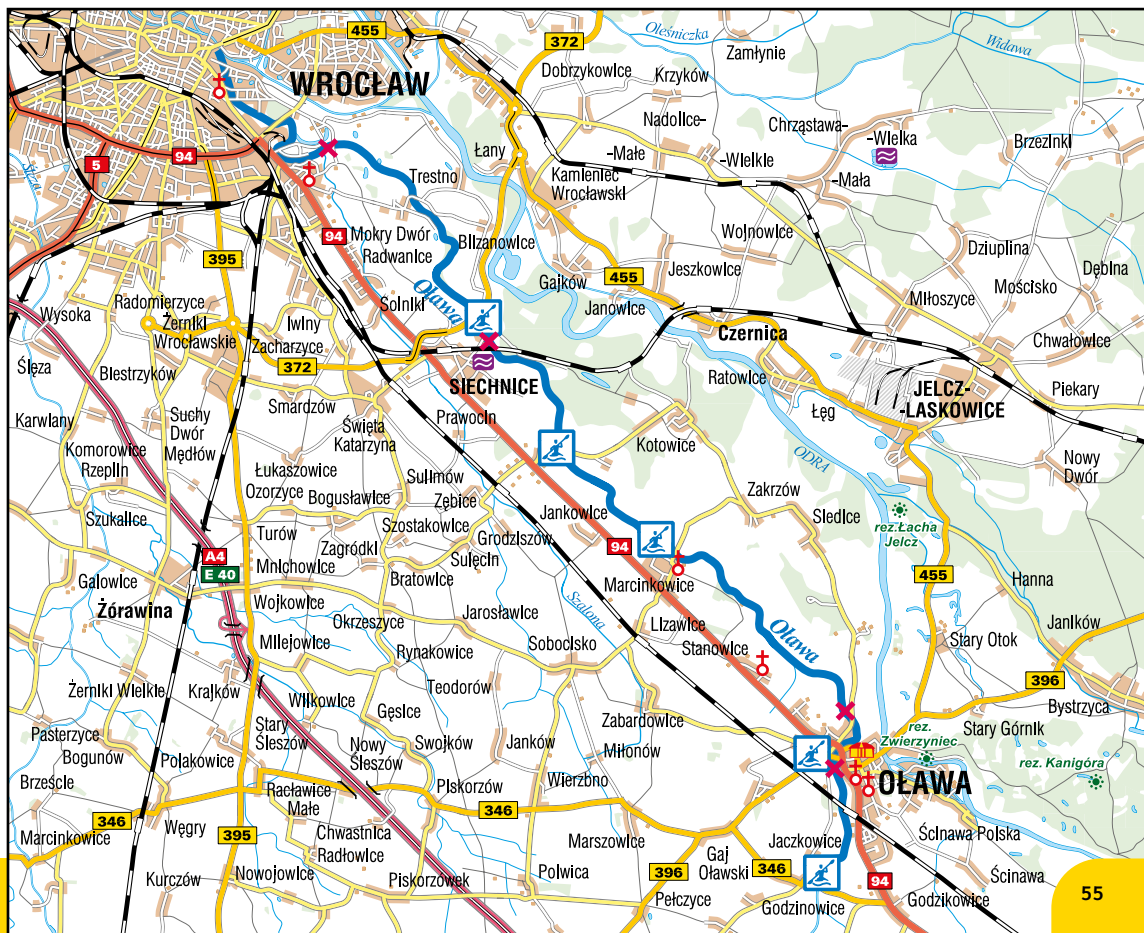 455
Oleśniczka
Zamłynie
Widawa
372
WROCŁAW
Dobrzykowice
Krzyków
Nadolice-
Chrząstawa-
-Wielka
Brzezinki
5
94
Ślęza
Łany
-Małe
-Wielkie
-Mała
Kamieniec
Wrocławski
Trestno
94
Mokry Dwór
Radwanice
Blizanowice
Wojnowice
Dziuplina
395
Gajków
455
Jeszkowice
Dębina
Mościsko
Miłoszyce
Wysoka
Radomierzyce
Żerniki
Wrocławskie
Iwiny
Solniki
Oława
Janowice
Czernica
Chwałowice
Zacharzyce
Ślęza
Biestrzyków
372
SIECHNICE
Ratowice
JELCZ-
-LASKOWICE
Piekary
Smardzów
Prawocin
Łęg
Karwiany
Suchy
Dwór
Mędłów
Święta
Katarzyna
Kotowice
Komorowice
Rzeplin
Łukaszowice
Ozorzyce
Sulimów
ODRA
Nowy
Dwór
Bogusławice
Zębice
Zakrzów
Szukalice
Szostakowice
Jankowice
Siedlce
rez. Łacha
Jelcz
Turów
Grodziszów
Zagródki
Sulęcin
94
A4
E 40
Mnichowice
Bratowice
Marcinkowice
455
Hanna
Galowice
Żórawina
Wojkowice
Jarosławice
Szalona
Lizawice
Janików
Okrzeszyce
Oława
Stary Otok
Milejowice
Sobocisko
Stanowice
Rynakowice
396
Żerniki Wielkie
Krajków
Wilkowice
Teodorów
Bystrzyca
Gęsice
Zabardowice
Stary Górnik
Pasterzyce
Bogunów
Stary
Śleszów
Nowy
Śleszów
Swojków
Janków
Miłonów
rez.
Zwierzyniec
Polakowice
rez. Kanigóra
Brzeście
Piskorzów
Wierzbno
OŁAWA
Racławice
Małe
346
346
Marcinkowice
Węgry
395
Chwastnica
Radłowice
Marszowice
Jaczkowice
Ścinawa Polska
Gaj
Oławski
346
Nowojowice
Polwica
396
Ścinawa
Kurczów
Piskorzówek
Pełczyce
94
Godzinowice
Godzikowice
55